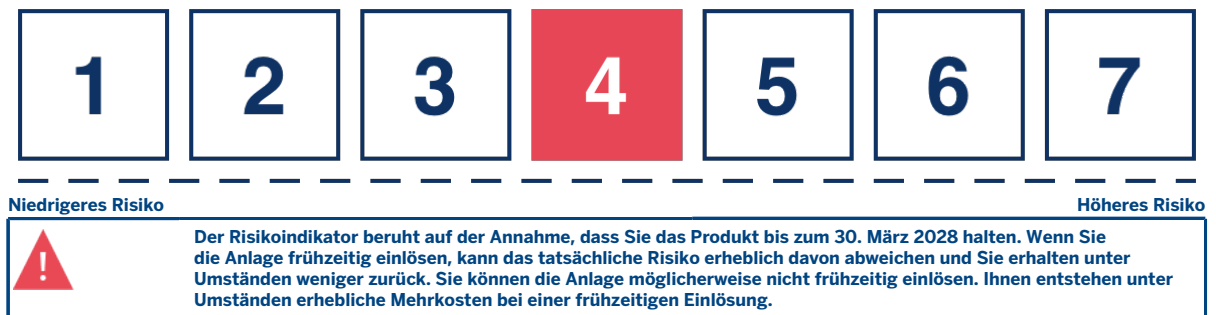 1 2 3 4 5 6 7
Niedrigeres Risiko Höheres Risiko
!
Der Risikoindikator beruht auf der Annahme, dass Sie das Produkt bis zum 30. März 2028 halten. Wenn Sie
die Anlage frühzeitig einlösen, kann das tatsächliche Risiko erheblich davon abweichen und Sie erhalten unter
Umständen weniger zurück. Sie können die Anlage möglicherweise nicht frühzeitig einlösen. Ihnen entstehen unter
Umständen erhebliche Mehrkosten bei einer frühzeitigen Einlösung.